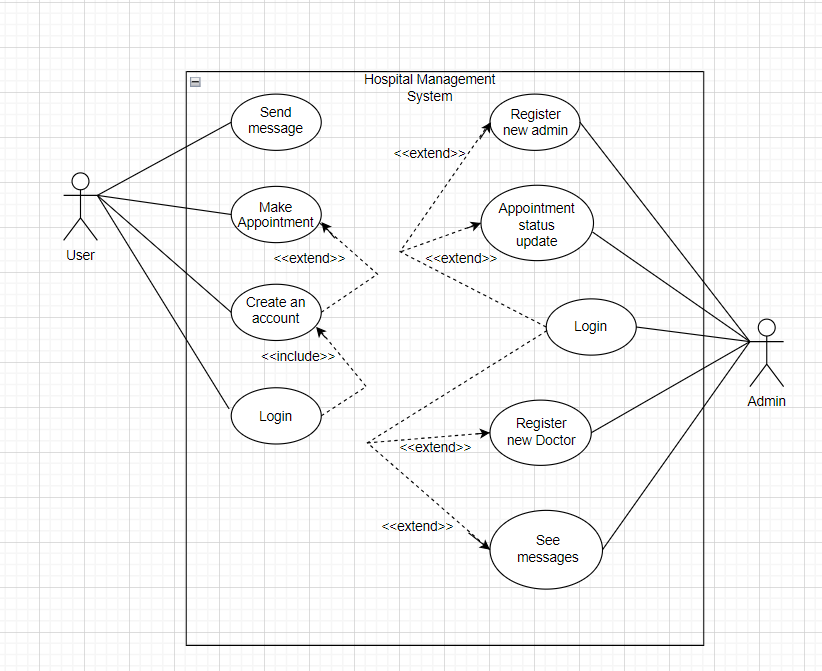 Hospital Management
System
Send
message
Register
new admin
<<extend>>
Make
Appointment
Appointment
status
update
<<extend>>
<<extend>>
User
Create an
account
Login
<<include>>
Login
Admin
Register
new Doctor
<<extend>>
<<extend>>
See
messages